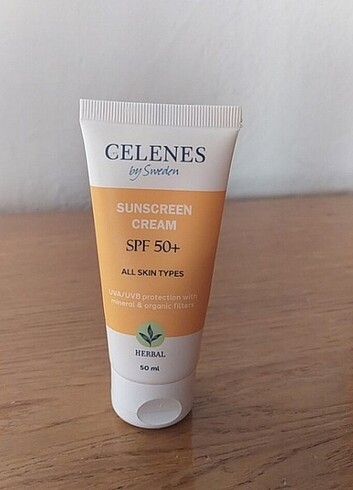 CELENES
by Sweden
SUNSCREEN
CREAM
SPF 50+
ALL SKIN TYPES
UVA/UVB protection with
mineral & organic filters
HERBAL
50 ml